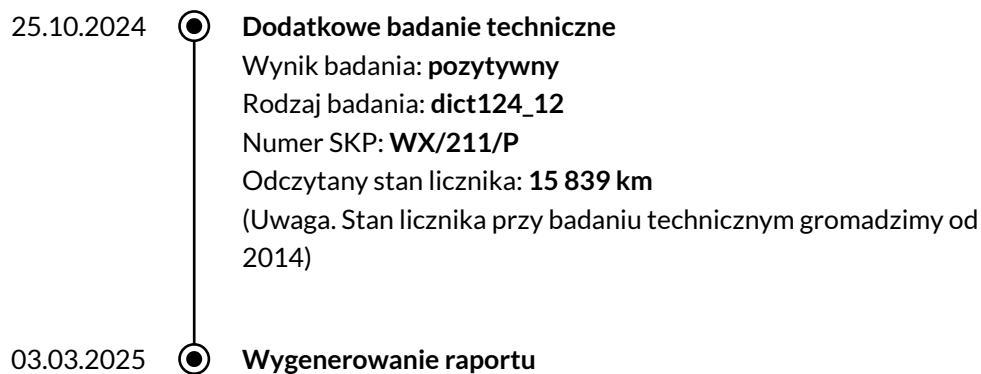 25.10.2024 Dodatkowe badanie techniczne
Wynik badania: pozytywny
Rodzaj badania: dict124_12
Numer SKP: WX/211/P
Odczytany stan licznika: 15 839 km
(Uwaga. Stan licznika przy badaniu technicznym gromadzimy od
2014)
03.03.2025 Wygenerowanie raportu